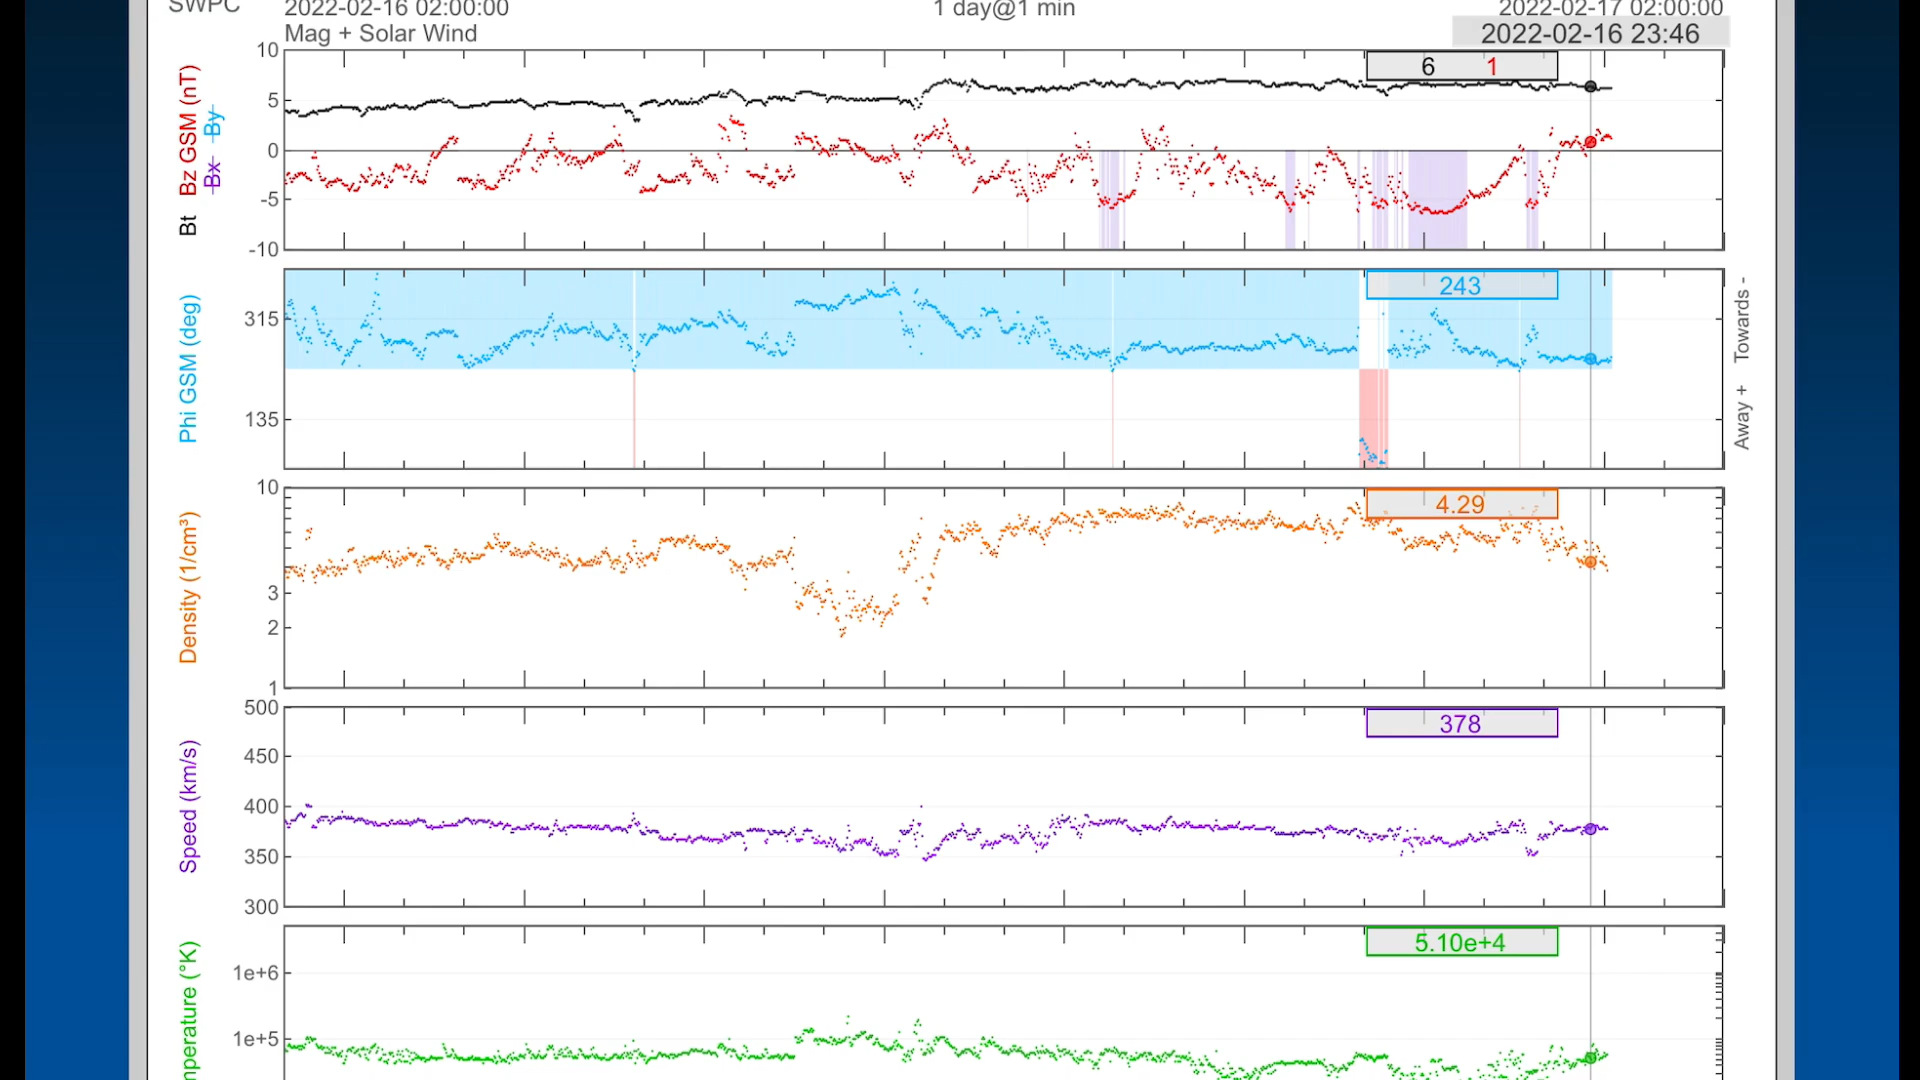 SWPC 2022-02-16 02:00:00 1 day@1 min 2022-02-17 02:00:00
Mag + Solar Wind
2022-02-16 23:46
Bt Bz GSM (nT)
Bx By
10
5
0
-5
-10
6 1
Phi GSM (deg)
315
135
243
Away + Towards -
Density (1/cm³)
10
3
2
1
4.29
Speed (km/s)
500
450
400
350
300
378
mperature (°K)
1e+6
1e+5
5.10e+4